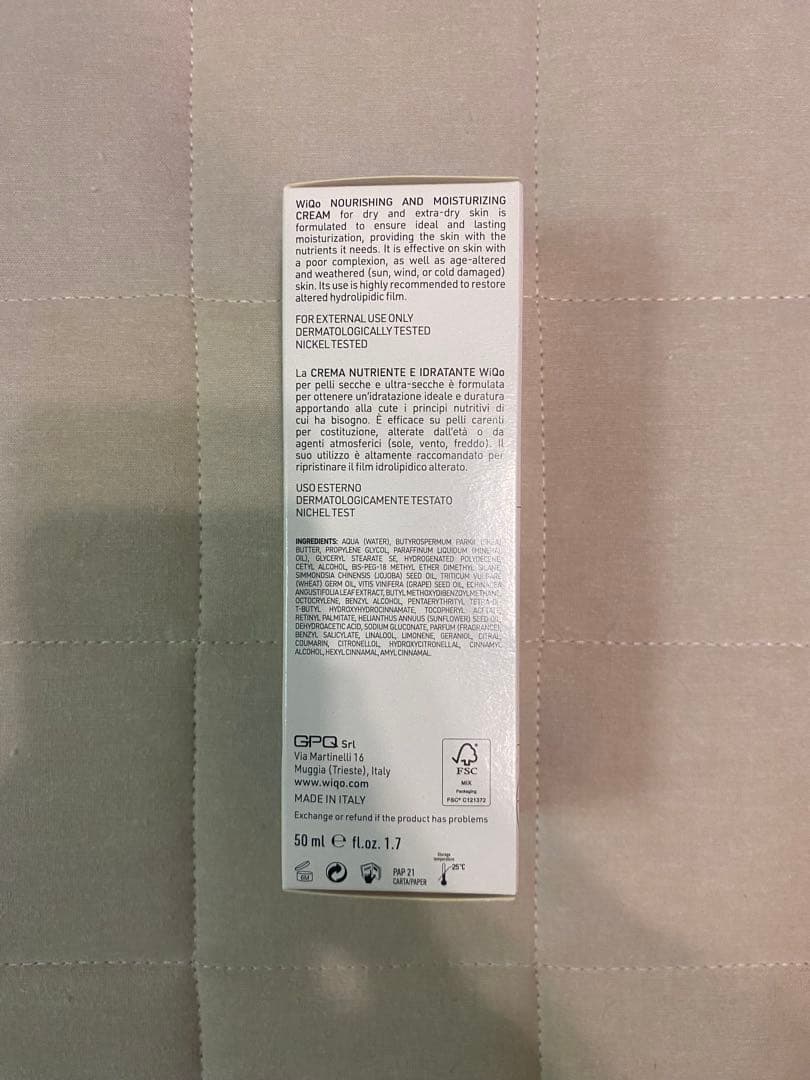 WiQo NOURISHING AND MOISTURIZING
CREAM for dry and extra-dry skin is
formulated to ensure ideal and lasting
moisturization, providing the skin with the
nutrients it needs. It is effective on skin with
a poor complexion, as well as age-altered
and weathered (sun, wind, or cold damaged)
skin. Its use is highly recommended to restore
altered hydrolipidic film.
FOR EXTERNAL USE ONLY
DERMATOLOGICALLY TESTED
NICKEL TESTED
La CREMA NUTRIENTE E IDRATANTE WiQo
per pelli secche e ultra-secche è formulata
per ottenere un'idratazione ideale e duratura
apportando alla cute i principi nutritivi di
cui ha bisogno. È efficace su pelli carenti
per costituzione, alterate dall'età o da
agenti atmosferici (sole, vento, freddo). Il
suo utilizzo è altamente raccomandato per
ripristinare il film idrolipidico alterato.
USO ESTERNO
DERMATOLOGICAMENTE TESTATO
NICHEL TEST
INGREDIENTS: AQUA (WATER), BUTYROSPERMUM PARKII (SHEA)
BUTTER, PROPYLENE GLYCOL, PARAFFINUM LIQUIDUM (MINERAL
OIL), GLYCERYL STEARATE SE, HYDROGENATED POLYDECENE,
CETYL ALCOHOL, BIS-PEG-18 METHYL ETHER DIMETHYL SILANE,
SIMMONDSIA CHINENSIS (JOJOBA) SEED OIL, TRITICUM VULGARE
(WHEAT) GERM OIL, VITIS VINIFERA (GRAPE) SEED OIL, ECHINACEA
ANGUSTIFOLIA LEAF EXTRACT, BUTYL METHOXYDIBENZOYLMETHANE,
OCTOCRYLENE, BENZYL ALCOHOL, PENTAERYTHRITYL TETRA-DI-
T-BUTYL HYDROXYHYDROCINNAMATE, TOCOPHERYL ACETATE,
RETINYL PALMITATE, HELIANTHUS ANNUUS (SUNFLOWER) SEED OIL,
DEHYDROACETIC ACID, SODIUM GLUCONATE, PARFUM (FRAGRANCE),
BENZYL SALICYLATE, LINALOOL, LIMONENE, GERANIOL, CITRAL,
COUMARIN, CITRONELLOL, HYDROXYCITRONELLAL, CINNAMYL
ALCOHOL, HEXYL CINNAMAL, AMYL CINNAMAL.
GPQ Srl
Via Martinelli 16
Muggia (Trieste), Italy
www.wiqo.com
MADE IN ITALY
FSC
MIX
Packaging
FSC® C121372
Exchange or refund if the product has problems
50 ml ℮ fl.oz. 1.7
6M
PAP 21
CARTA/PAPER
Storage
temperature
25°C